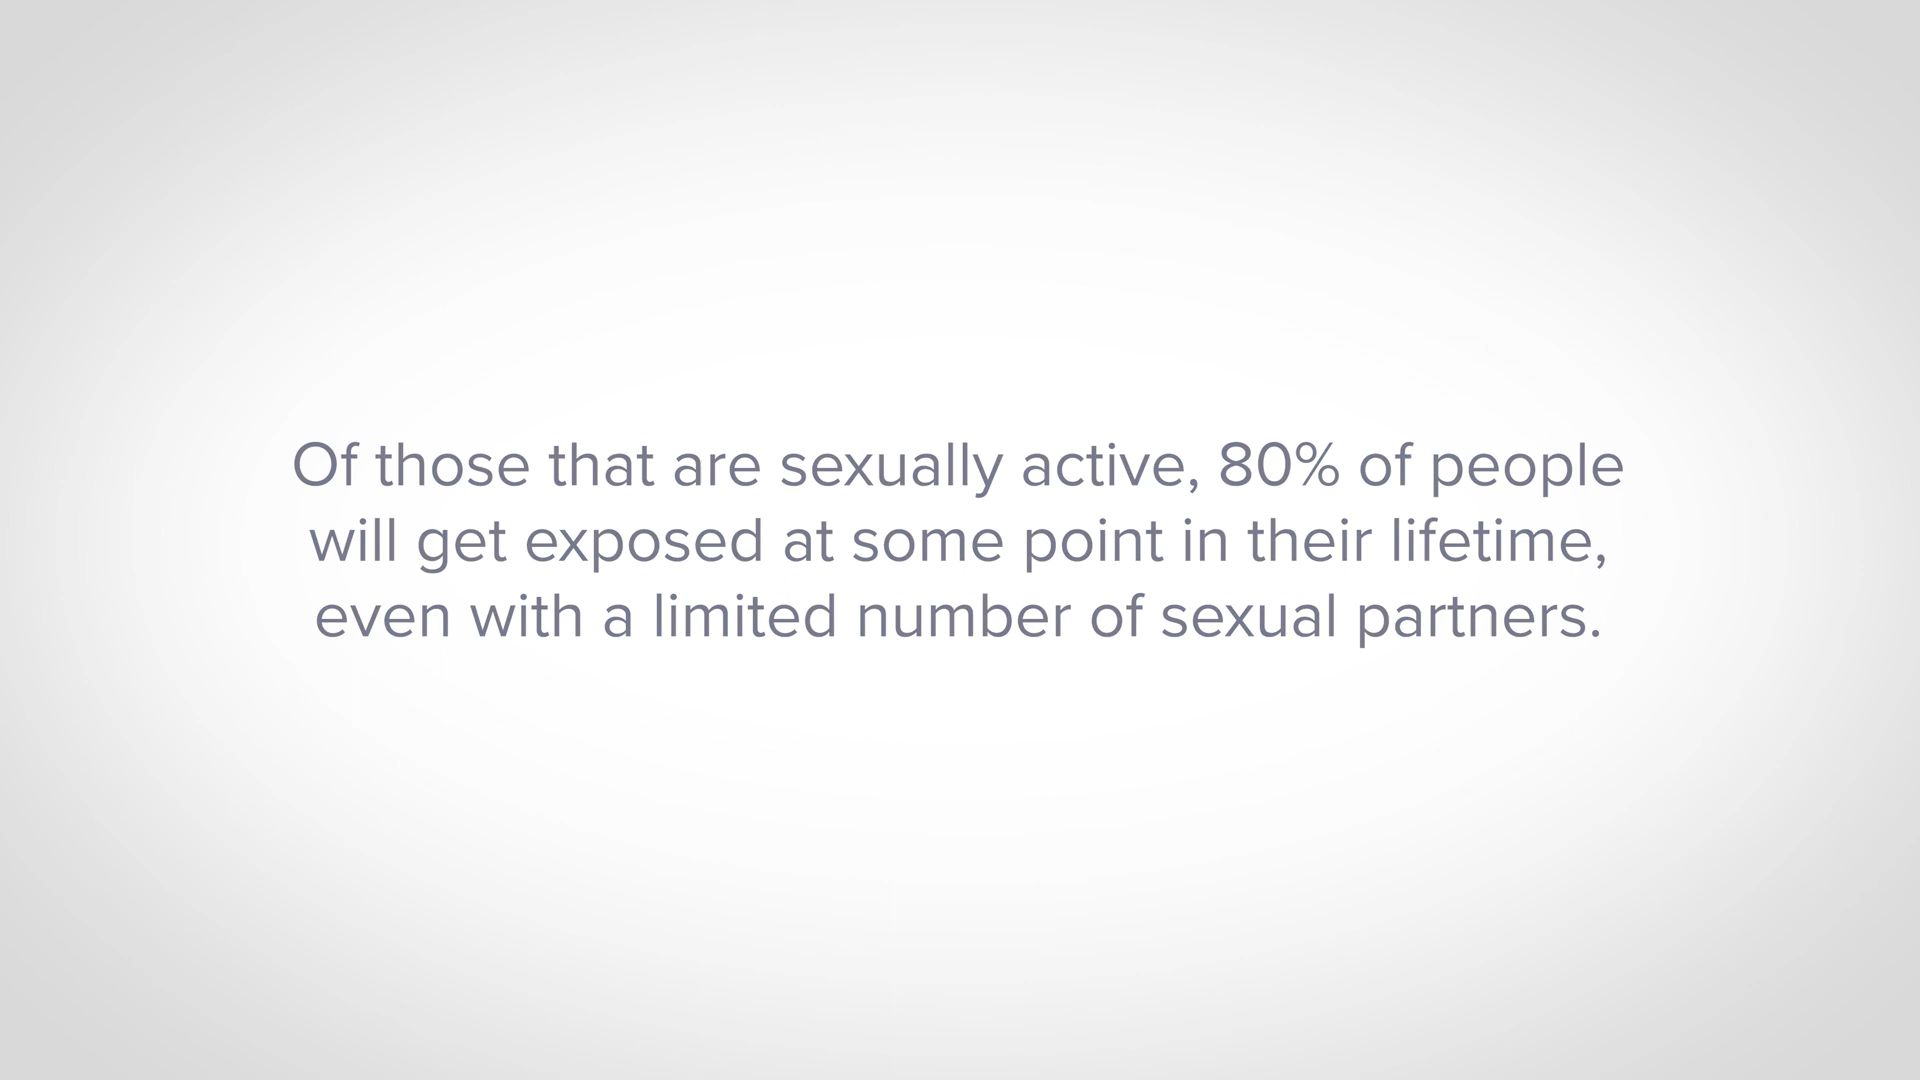 Of those that are sexually active, 80% of people
will get exposed at some point in their lifetime,
even with a limited number of sexual partners.